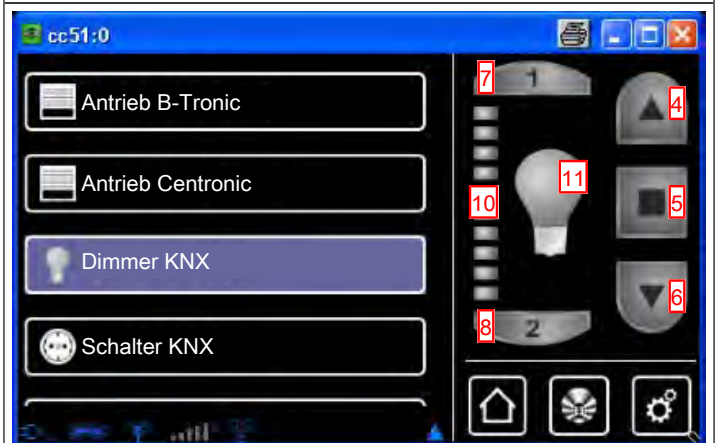 cc51:0
Antrieb B-Tronic
Antrieb Centronic
Dimmer KNX
Schalter KNX
7
1
4
11
10
5
6
8
2